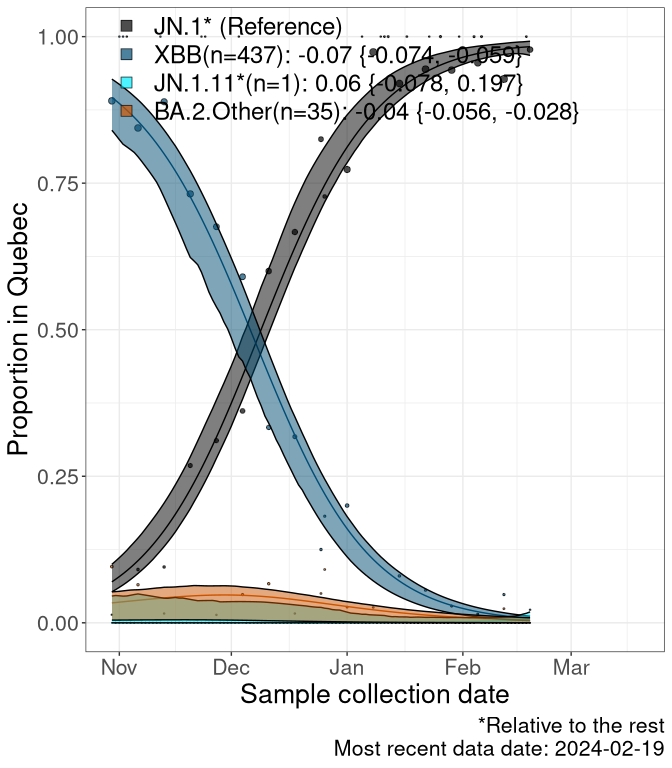 JN.1* (Reference)
XBB(n=437): -0.07 {-0.074, -0.059}
JN.1.11*(n=1): 0.06 {-0.078, 0.197}
BA.2.Other(n=35): -0.04 {-0.056, -0.028}
1.00
0.75
0.50
0.25
0.00
Proportion in Quebec
Nov Dec Jan Feb Mar
Sample collection date
*Relative to the rest
Most recent data date: 2024-02-19